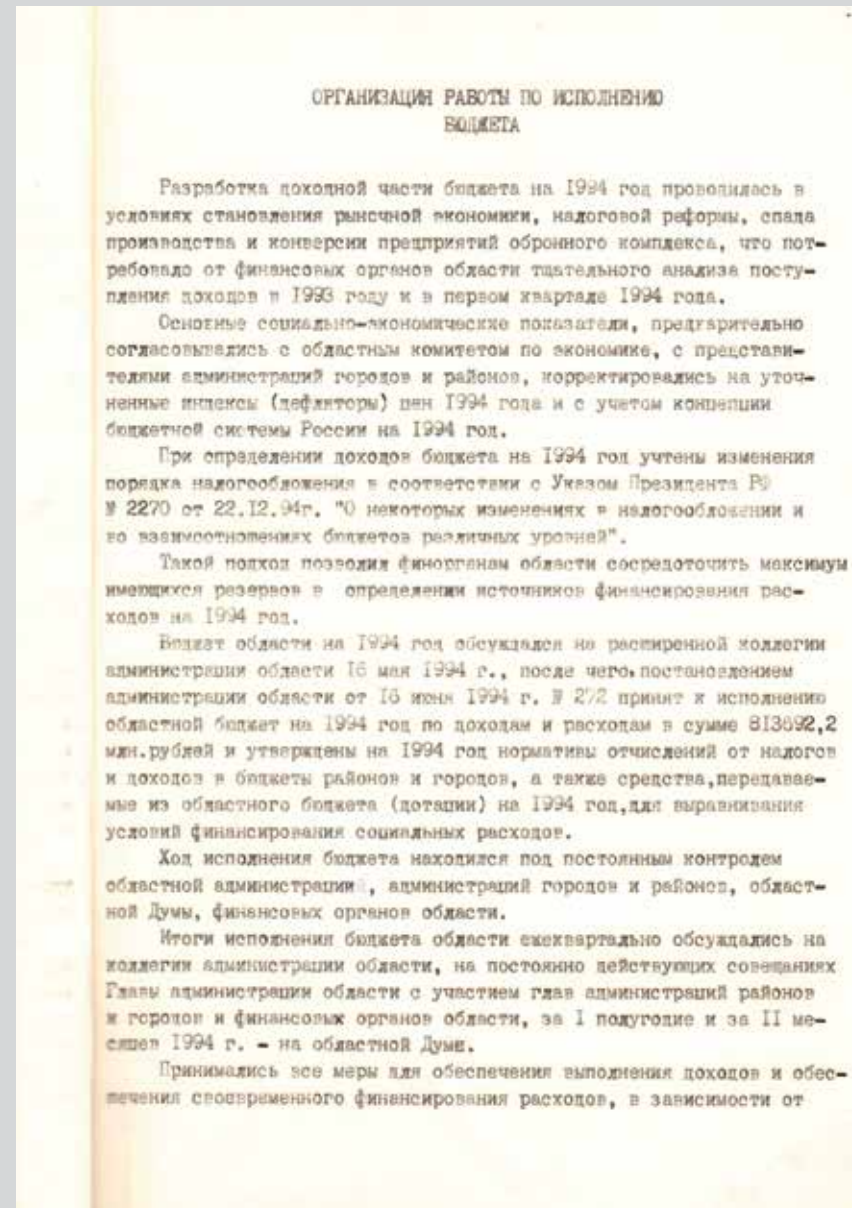 ОРГАНИЗАЦИЯ РАБОТЫ ПО ИСПОЛНЕНИЮ
БЮДЖЕТА
Разработка доходной части бюджета на 1994 год проводилась в
условиях становления рыночной экономики, налоговой реформы, спада
производства и конверсии предприятий оборонного комплекса, что пот-
ребовало от финансовых органов области тщательного анализа посту-
пления доходов в 1993 году и в первом квартале 1994 года.
Основные социально-экономические показатели, предварительно
согласовывались с областным комитетом по экономике, с представи-
телями администраций городов и районов, корректировались на уточ-
ненные индексы (дефляторы) цен 1994 года и с учетом концепции
бюджетной системы России на 1994 год.
При определении доходов бюджета на 1994 год учтены изменения
порядка налогообложения в соответствии с Указом Президента РФ
№ 2270 от 22.12.94г. "О некоторых изменениях в налогообложении и
во взаимоотношениях бюджетов различных уровней".
Такой подход позволил финорганам области сосредоточить максимум
имеющихся резервов в определении источников финансирования рас-
ходов на 1994 год.
Бюджет области на 1994 год обсуждался на расширенной коллегии
администрации области 16 мая 1994 г., после чего, постановлением
администрации области от 16 июня 1994 г. № 272 принят к исполнению
областной бюджет на 1994 год по доходам и расходам в сумме 813692,2
млн.рублей и утверждены на 1994 год нормативы отчислений от налогов
и доходов в бюджеты районов и городов, а также средства,передавае-
мые из областного бюджета (дотации) на 1994 год,для выравнивания
условий финансирования социальных расходов.
Ход исполнения бюджета находился под постоянным контролем
областной администрации , администраций городов и районов, област-
ной Думы, финансовых органов области.
Итоги исполнения бюджета области ежеквартально обсуждались на
коллегии администрации области, на постоянно действующих совещаниях
Главы администрации области с участием глав администраций районов
и городов и финансовых органов области, за I полугодие и за II ме-
сяцев 1994 г. - на областной Думе.
Принимались все меры для обеспечения выполнения доходов и обес-
печения своевременного финансирования расходов, в зависимости от